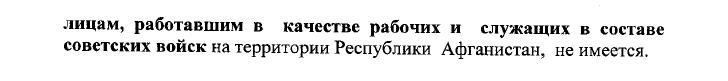 лицам, работавшим в качестве рабочих и служащих в составе
советских войск на территории Республики Афганистан, не имеется.